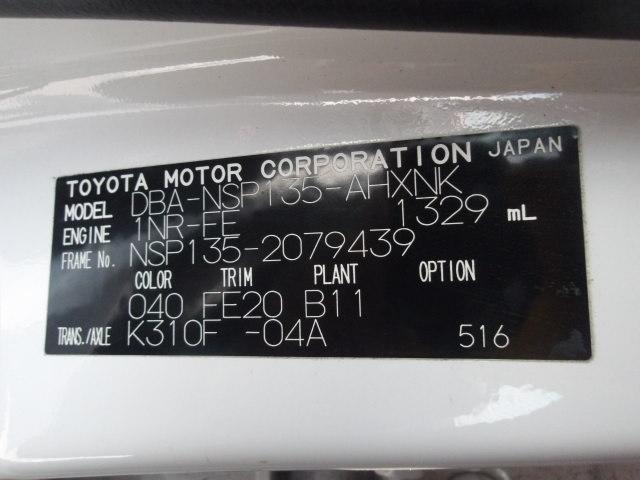 TOYOTA MOTOR CORPORATION JAPAN
MODEL DBA-NSP135-AHXNK
ENGINE 1NR-FE 1329 mL
FRAME No. NSP135-2079439
COLOR TRIM PLANT OPTION
040 FE20 B11
TRANS./AXLE K310F -04A 516